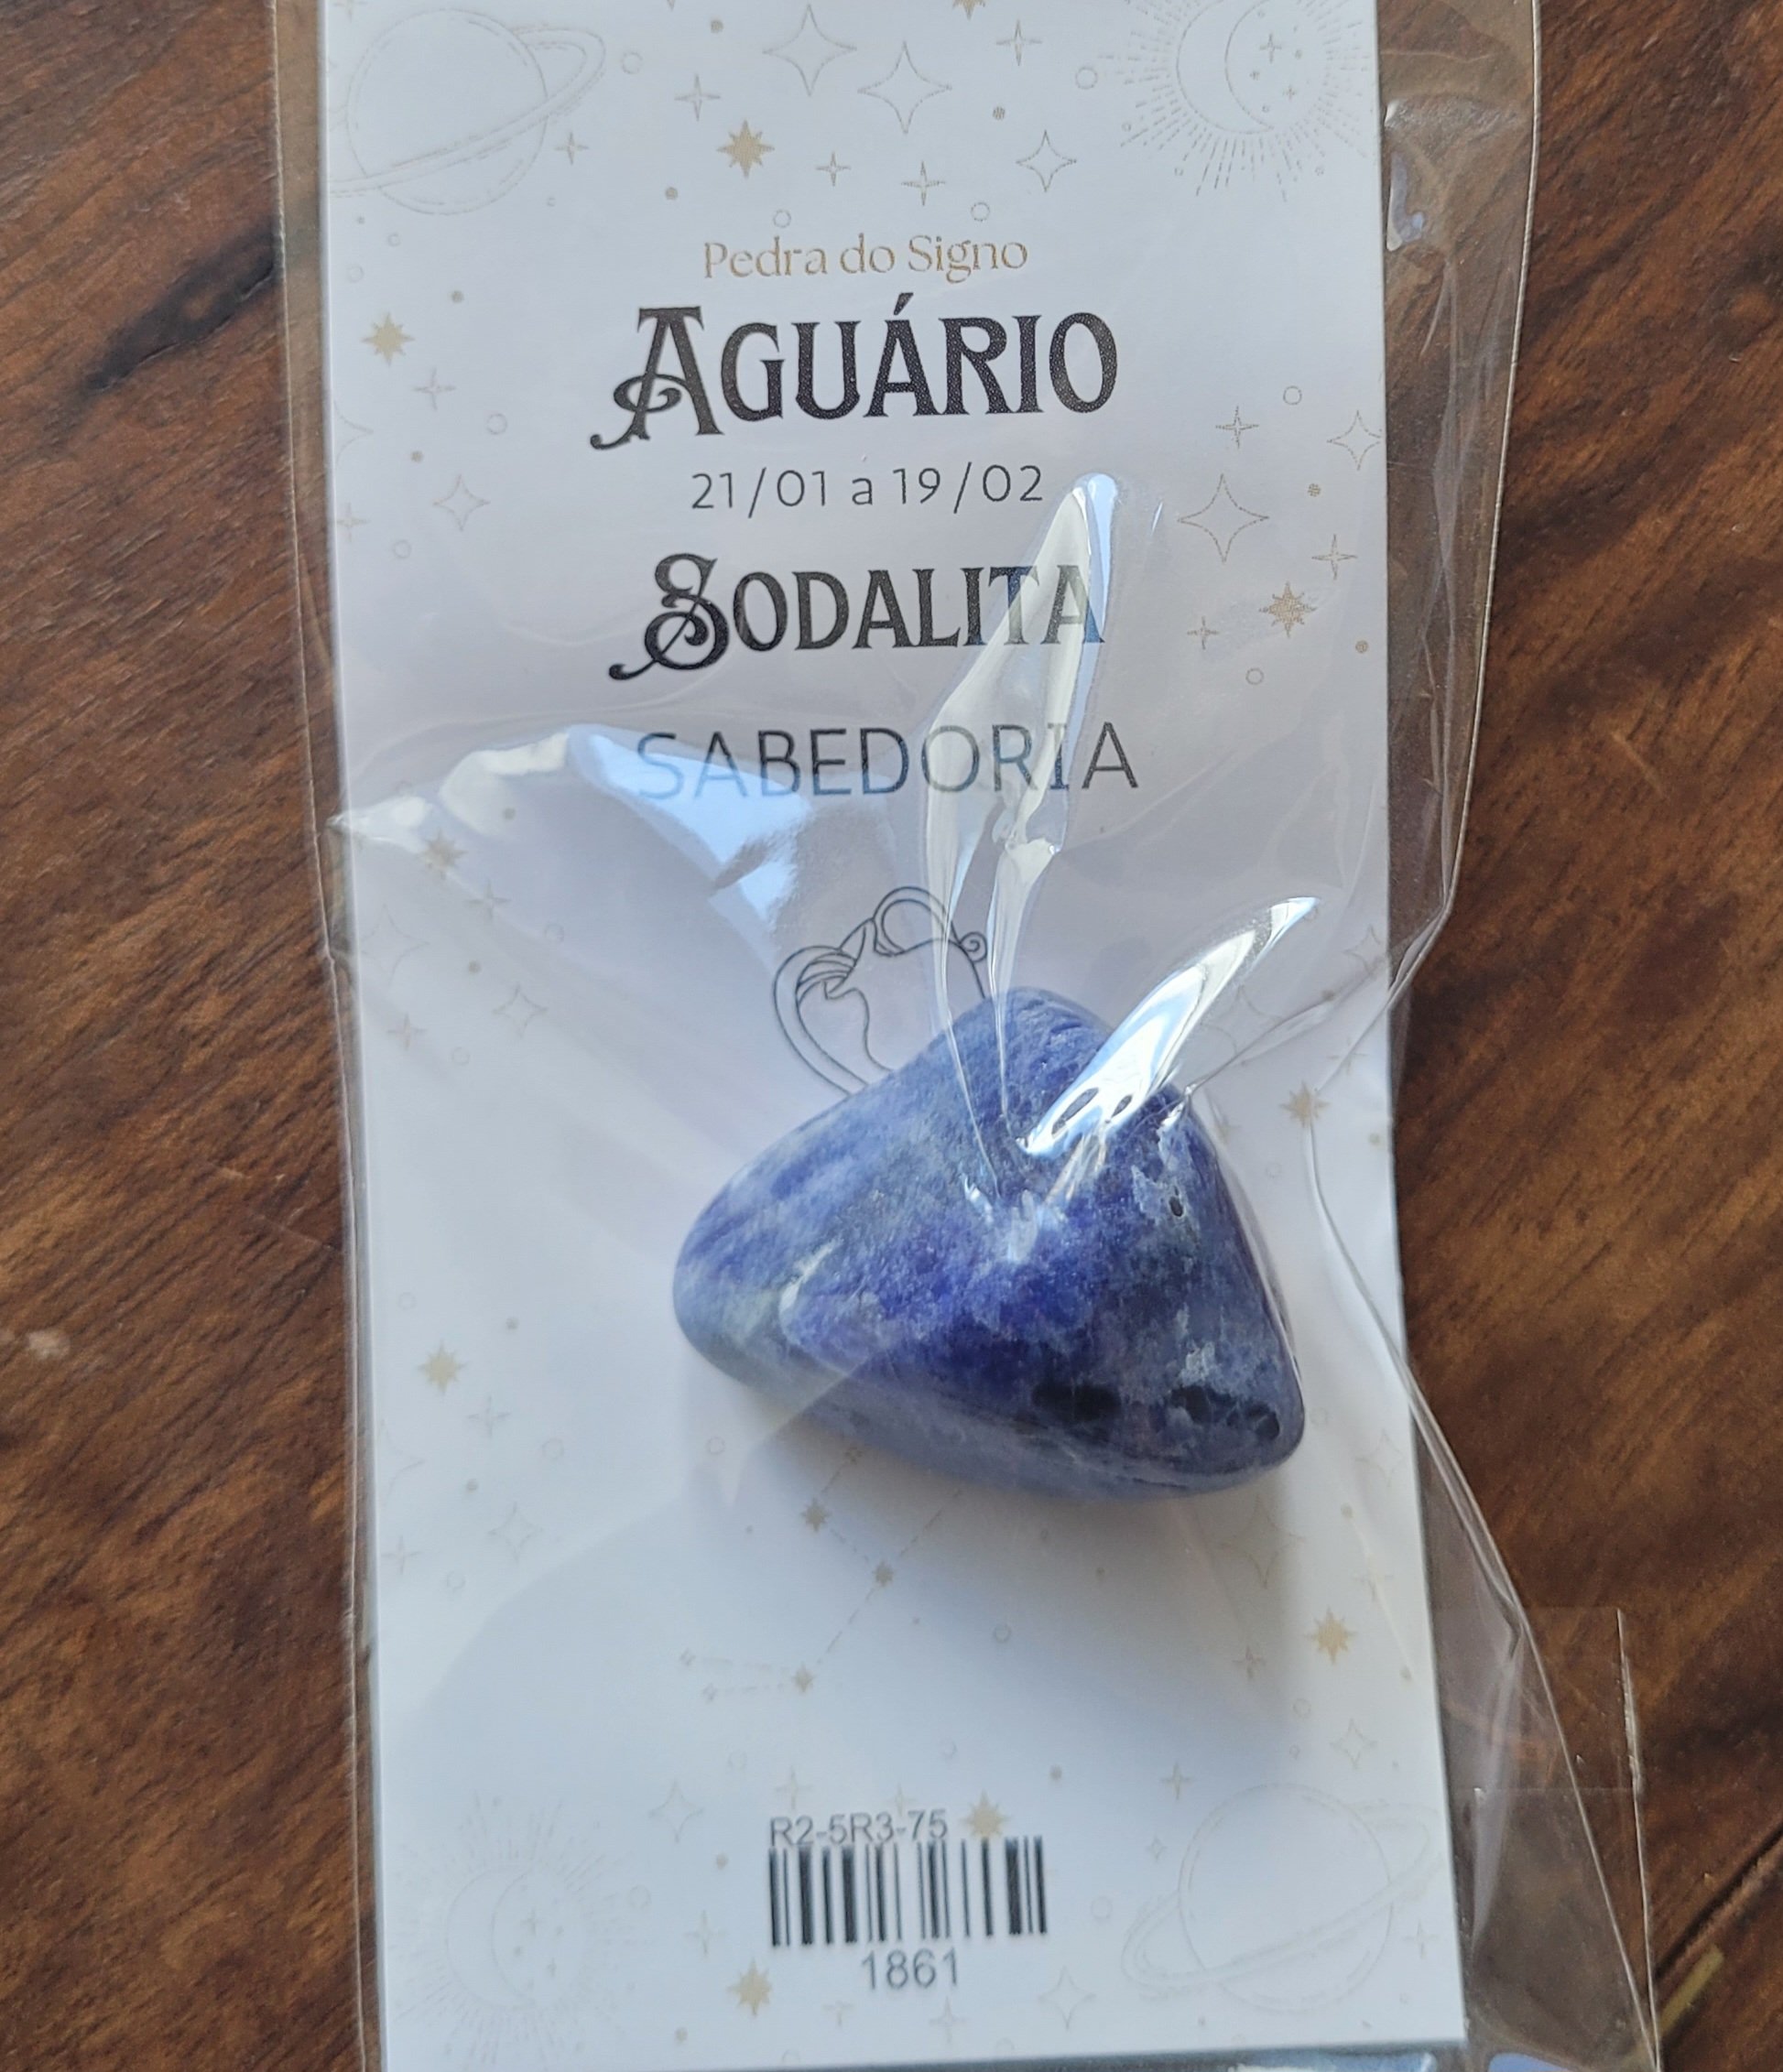 Pedra do Signo
AGUÁRIO
21/01 a 19/02
SODALITA
SABEDORIA
R2-5R3-75
1861